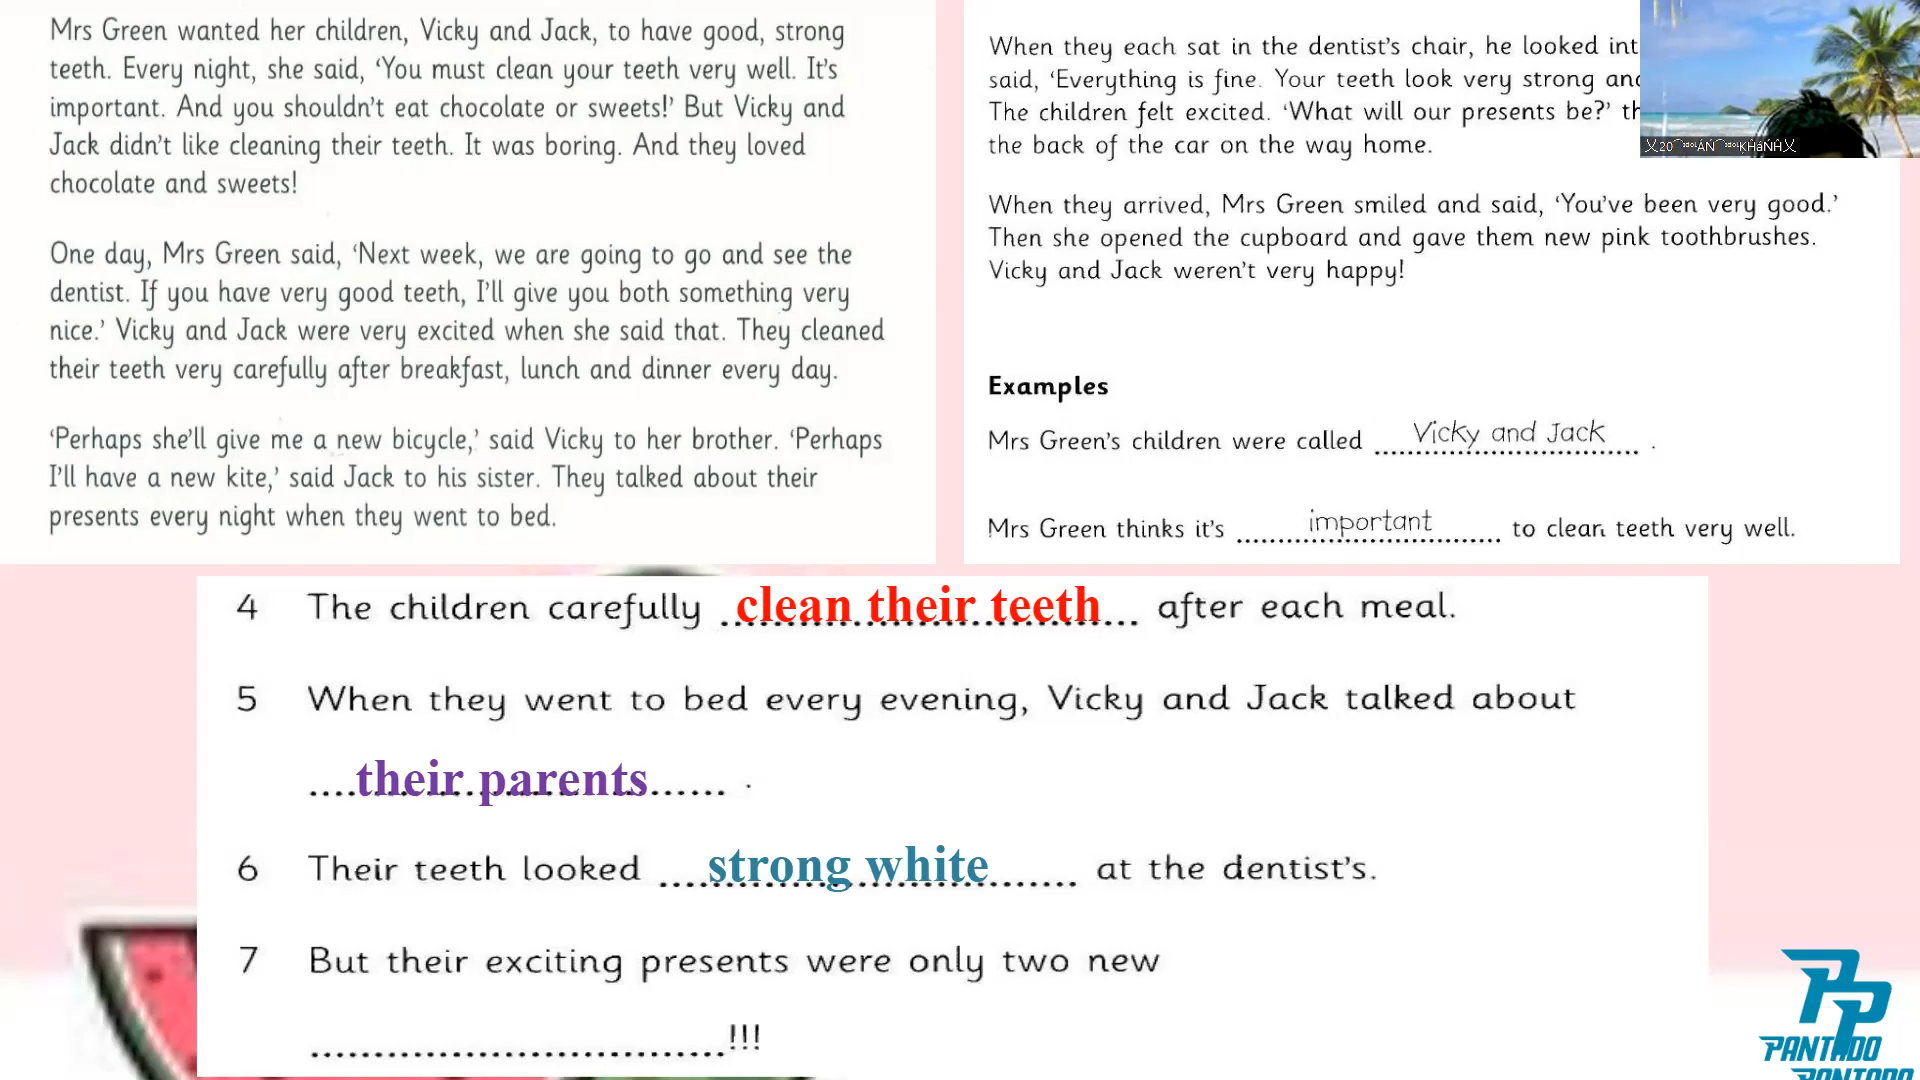 Mrs Green wanted her children, Vicky and Jack, to have good, strong
teeth. Every night, she said, ‘You must clean your teeth very well. It’s
important. And you shouldn’t eat chocolate or sweets!’ But Vicky and
Jack didn’t like cleaning their teeth. It was boring. And they loved
chocolate and sweets!
One day, Mrs Green said, ‘Next week, we are going to go and see the
dentist. If you have very good teeth, I’ll give you both something very
nice.’ Vicky and Jack were very excited when she said that. They cleaned
their teeth very carefully after breakfast, lunch and dinner every day.
‘Perhaps she’ll give me a new bicycle,’ said Vicky to her brother. ‘Perhaps
I’ll have a new kite,’ said Jack to his sister. They talked about their
presents every night when they went to bed.
When they each sat in the dentist’s chair, he looked
said, ‘Everything is fine. Your teeth look very strong
The children felt excited. ‘What will our presents be?’
the back of the car on the way home.
When they arrived, Mrs Green smiled and said, ‘You’ve been very good.’
Then she opened the cupboard and gave them new pink toothbrushes.
Vicky and Jack weren’t very happy!
Examples
Mrs Green’s children were called Vicky and Jack .
Mrs Green thinks it’s important to clean teeth very well.
4 The children carefully clean their teeth after each meal.
5 When they went to bed every evening, Vicky and Jack talked about
their parents .
6 Their teeth looked strong white at the dentist’s.
7 But their exciting presents were only two new
!!!
PANTADO
PANTADO